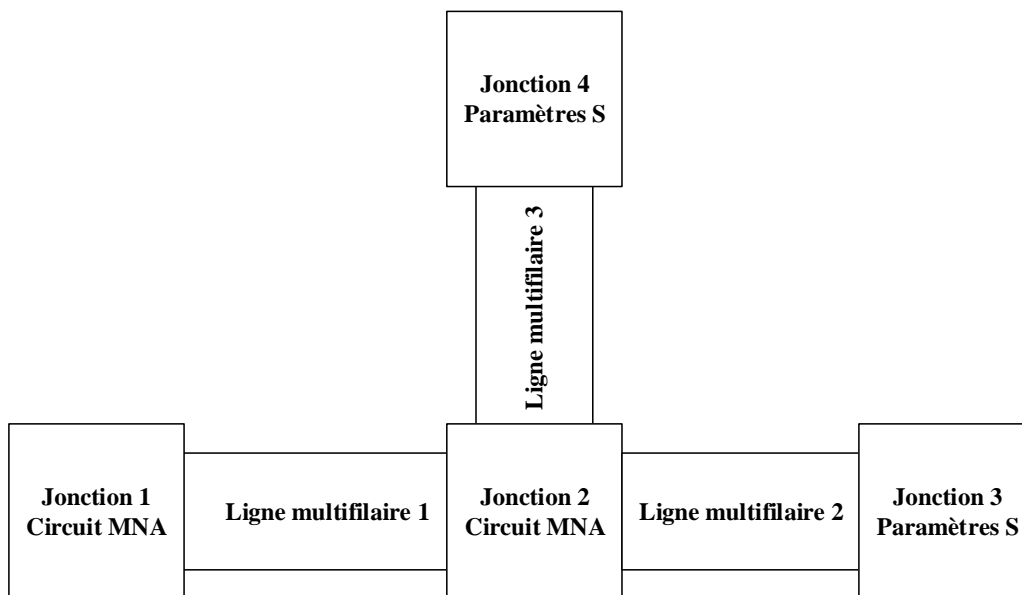 Jonction 4
Paramètres S
Ligne multifilaire 3
Jonction 1
Circuit MNA
Ligne multifilaire 1
Jonction 2
Circuit MNA
Ligne multifilaire 2
Jonction 3
Paramètres S